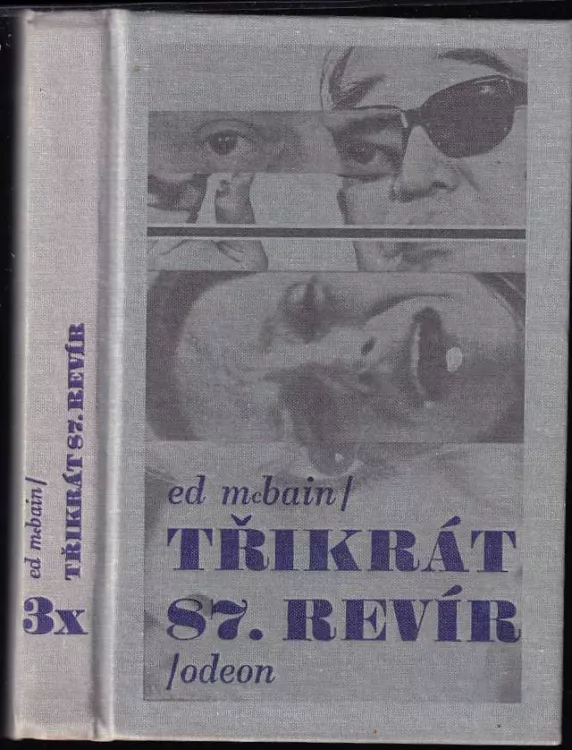 ed mcbain/
TŘIKRÁT 87. REVÍR
3x
ed mcbain/
TŘIKRÁT
87. REVÍR
/odeon